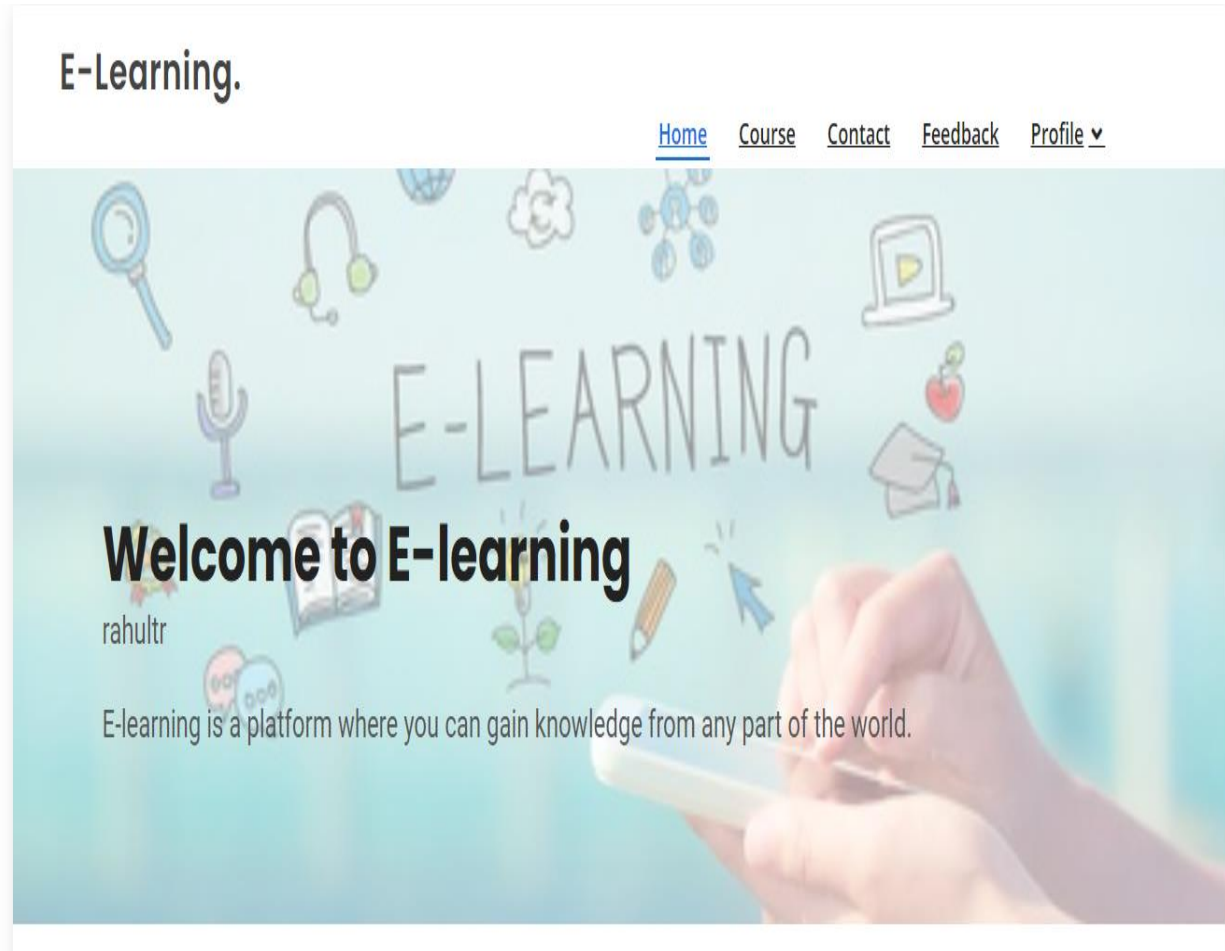 E-Learning.
Home Course Contact Feedback Profile
E-LEARNING
Welcome to E-learning
rahultr
E-learning is a platform where you can gain knowledge from any part of the world.